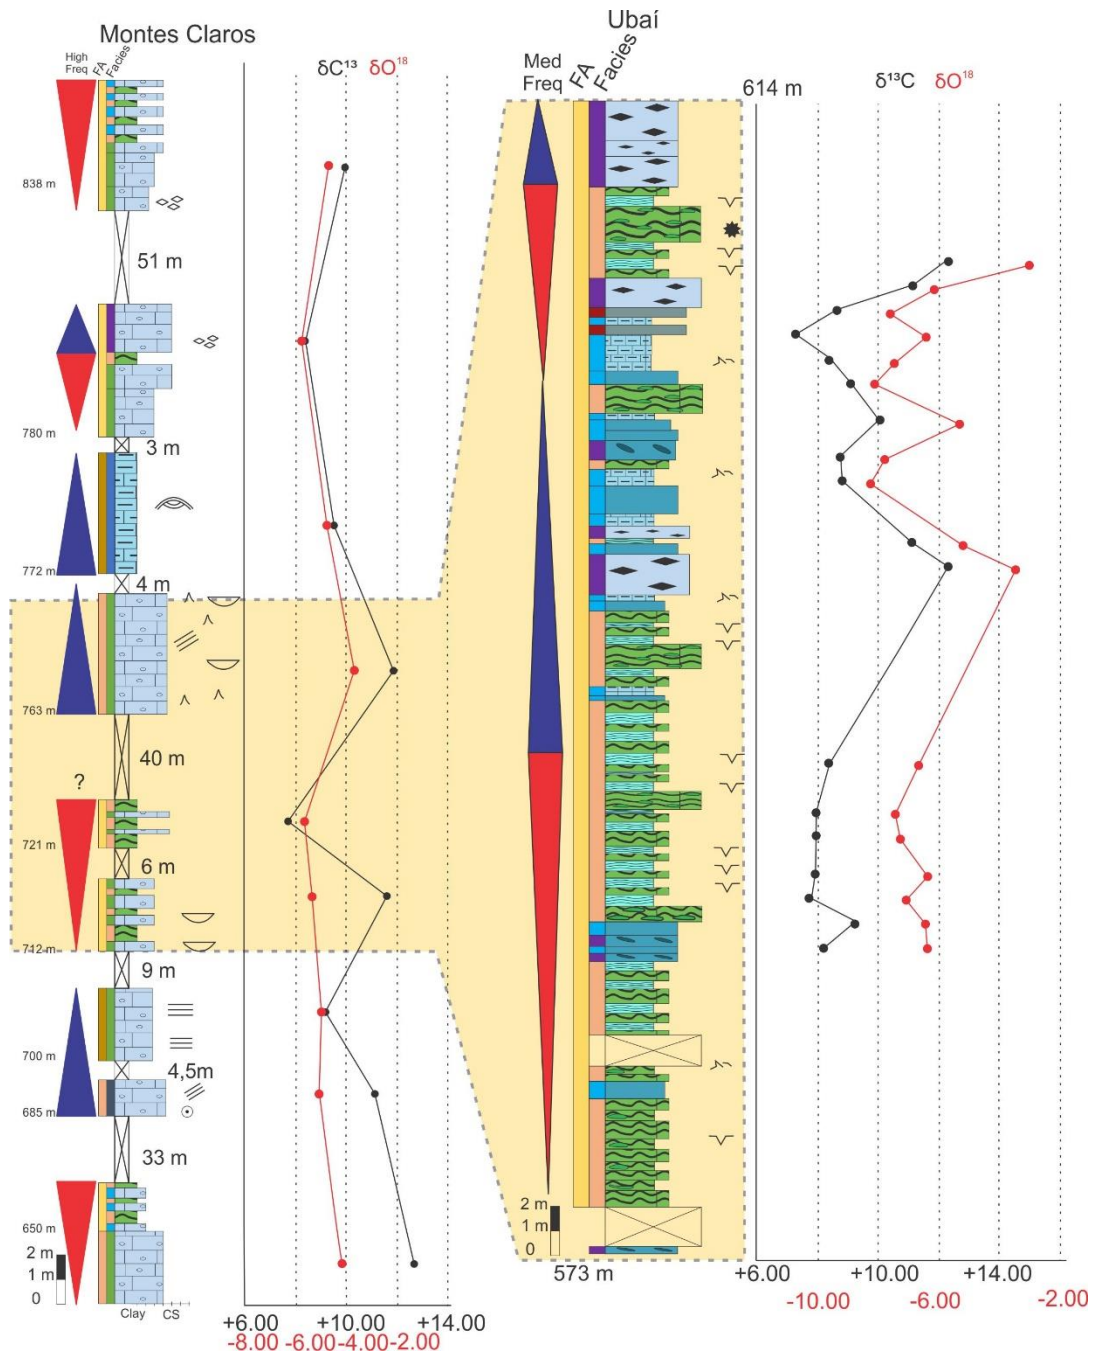 Montes Claros
Ubaí
High
Freq
FA
Facies
δC¹³ δO¹⁸
Med
Freq
FA
Facies
614 m
δ¹³C δO¹⁸
838 m
51 m
780 m
3 m
772 m
4 m
763 m
40 m
?
721 m
6 m
712 m
9 m
700 m
4,5m
685 m
33 m
650 m
2 m
1 m
0
Clay CS
+6.00 +10.00 +14.00
-8.00 -6.00 -4.00 -2.00
2 m
1 m
0
573 m
+6.00 +10.00 +14.00
-10.00 -6.00 -2.00